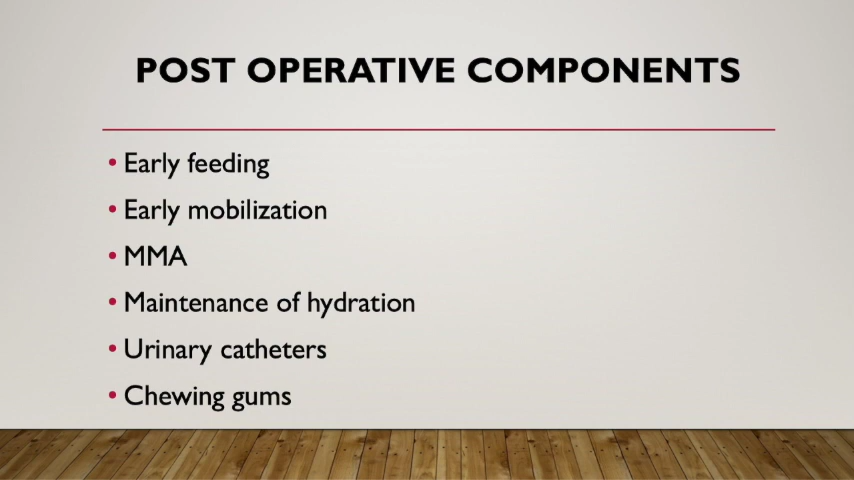 POST OPERATIVE COMPONENTS
• Early feeding
• Early mobilization
• MMA
• Maintenance of hydration
• Urinary catheters
• Chewing gums